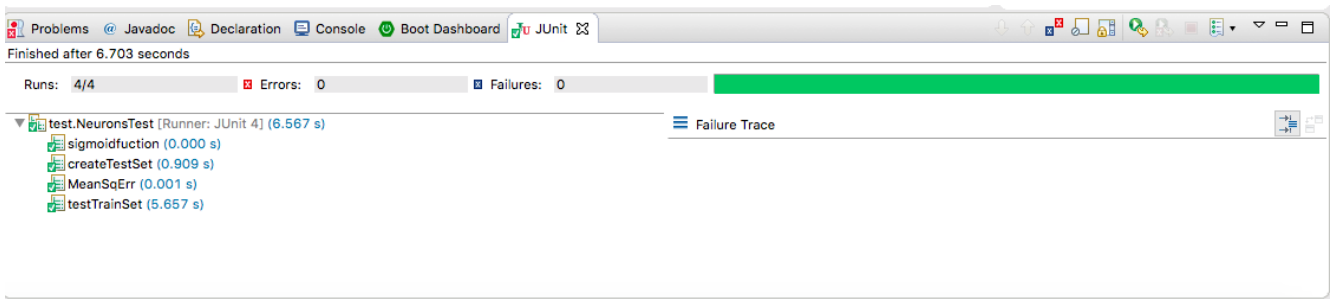 Problems @ Javadoc Declaration Console Boot Dashboard JU JUnit
Finished after 6.703 seconds
Runs: 4/4 Errors: 0 Failures: 0
test.NeuronsTest [Runner: JUnit 4] (6.567 s)
Failure Trace
sigmoidfuction (0.000 s)
createTestSet (0.909 s)
MeanSqErr (0.001 s)
testTrainSet (5.657 s)